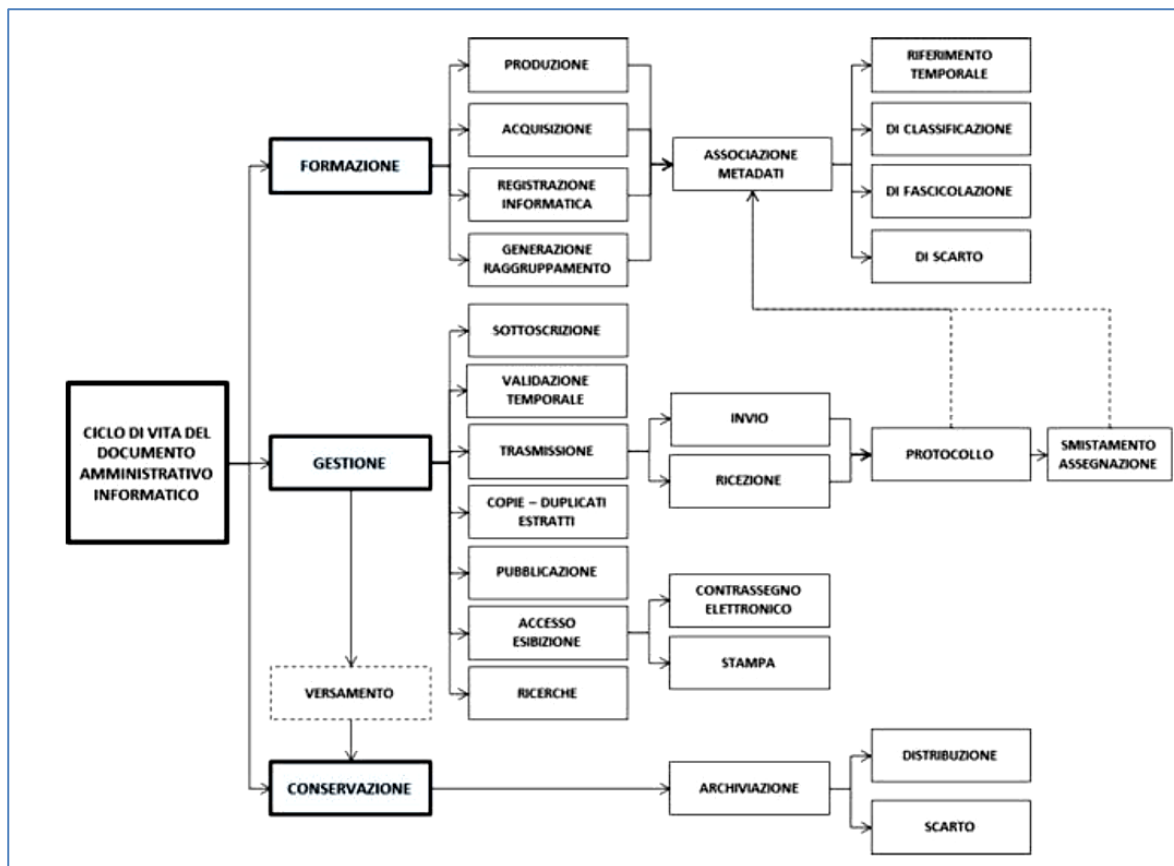 PRODUZIONE
ACQUISIZIONE
REGISTRAZIONE
INFORMATICA
GENERAZIONE
RAGGRUPPAMENTO
FORMAZIONE
ASSOCIAZIONE
METADATI
RIFERIMENTO
TEMPORALE
DI CLASSIFICAZIONE
DI FASCICOLAZIONE
DI SCARTO
CICLO DI VITA DEL
DOCUMENTO
AMMINISTRATIVO
INFORMATICO
GESTIONE
SOTTOSCRIZIONE
VALIDAZIONE
TEMPORALE
TRASMISSIONE
COPIE – DUPLICATI
ESTRATTI
PUBBLICAZIONE
ACCESSO
ESIBIZIONE
RICERCHE
INVIO
RICEZIONE
PROTOCOLLO
SMISTAMENTO
ASSEGNAZIONE
CONTRASSEGNO
ELETTRONICO
STAMPA
VERSAMENTO
CONSERVAZIONE
ARCHIVIAZIONE
DISTRIBUZIONE
SCARTO